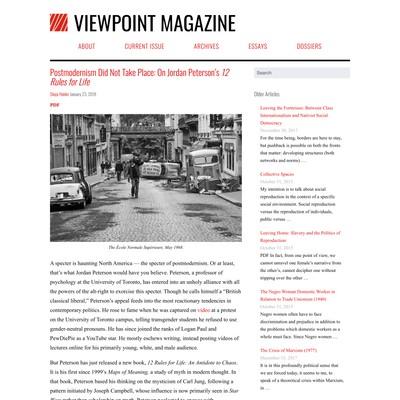 VIEWPOINT MAGAZINE
ABOUT
CURRENT ISSUE
ARCHIVES
ESSAYS
DOSSIERS
Postmodernism Did Not Take Place: On Jordan Peterson's 12
Rules for Life
January 23, 2018
PDF
The École Normale Supérieure, May 1968.
A specter is haunting North America — the specter of postmodernism. Or at least,
that's what Jordan Peterson would have you believe. Peterson, a professor of
psychology at the University of Toronto, has entered into an unholy alliance with all
the powers of the alt-right to exorcise this specter. Though he calls himself a "British
classical liberal," Peterson's appeal feeds into the most reactionary tendencies in
contemporary politics. He rose to fame when he was captured on video at a protest
on the University of Toronto campus, telling transgender students he refused to use
gender-neutral pronouns. He has since joined the ranks of Logan Paul and
PewDiePie as a YouTube star. He mostly eschews writing, instead posting videos of
lectures online for his primarily young, white, and male audience.
But Peterson has just released a new book, 12 Rules for Life: An Antidote to Chaos.
It is his first since 1999's Maps of Meaning, a study of myth in modern thought. In
that book, Peterson based his thinking on the mysticism of Carl Jung, following a
pattern initiated by Joseph Campbell, whose influence is now primarily seen in Star
Search
Older Articles
Leaving the Fortresses: Between Class
Internationalism and Nativist Social
Democracy
November 30, 2017
For the time being, borders are here to stay,
but pushback is possible on both the fronts
that matter: developing structures (both
networks and norms) …
Collective Spaces
October 31, 2015
My intention is to talk about social
reproduction in the context of a specific
social environment. Social reproduction
versus the reproduction of individuals,
public versus …
Leaving Home: Slavery and the Politics of
Reproduction
October 31, 2015
PDF In fact, from one point of view, we
cannot unravel one female's narrative from
the other's, cannot decipher one without
tripping over the other …
The Negro Woman Domestic Worker in
Relation to Trade Unionism (1940)
October 31, 2015
Negro women often have to face
discrimination and prejudice in addition to
the problems which domestic workers as a
whole must face. Since Negro women …
The Crisis of Marxism (1977)
December 15, 2017
It is in this profoundly political sense that
we are forced today, it seems to me, to
speak of a theoretical crisis within Marxism,
in …